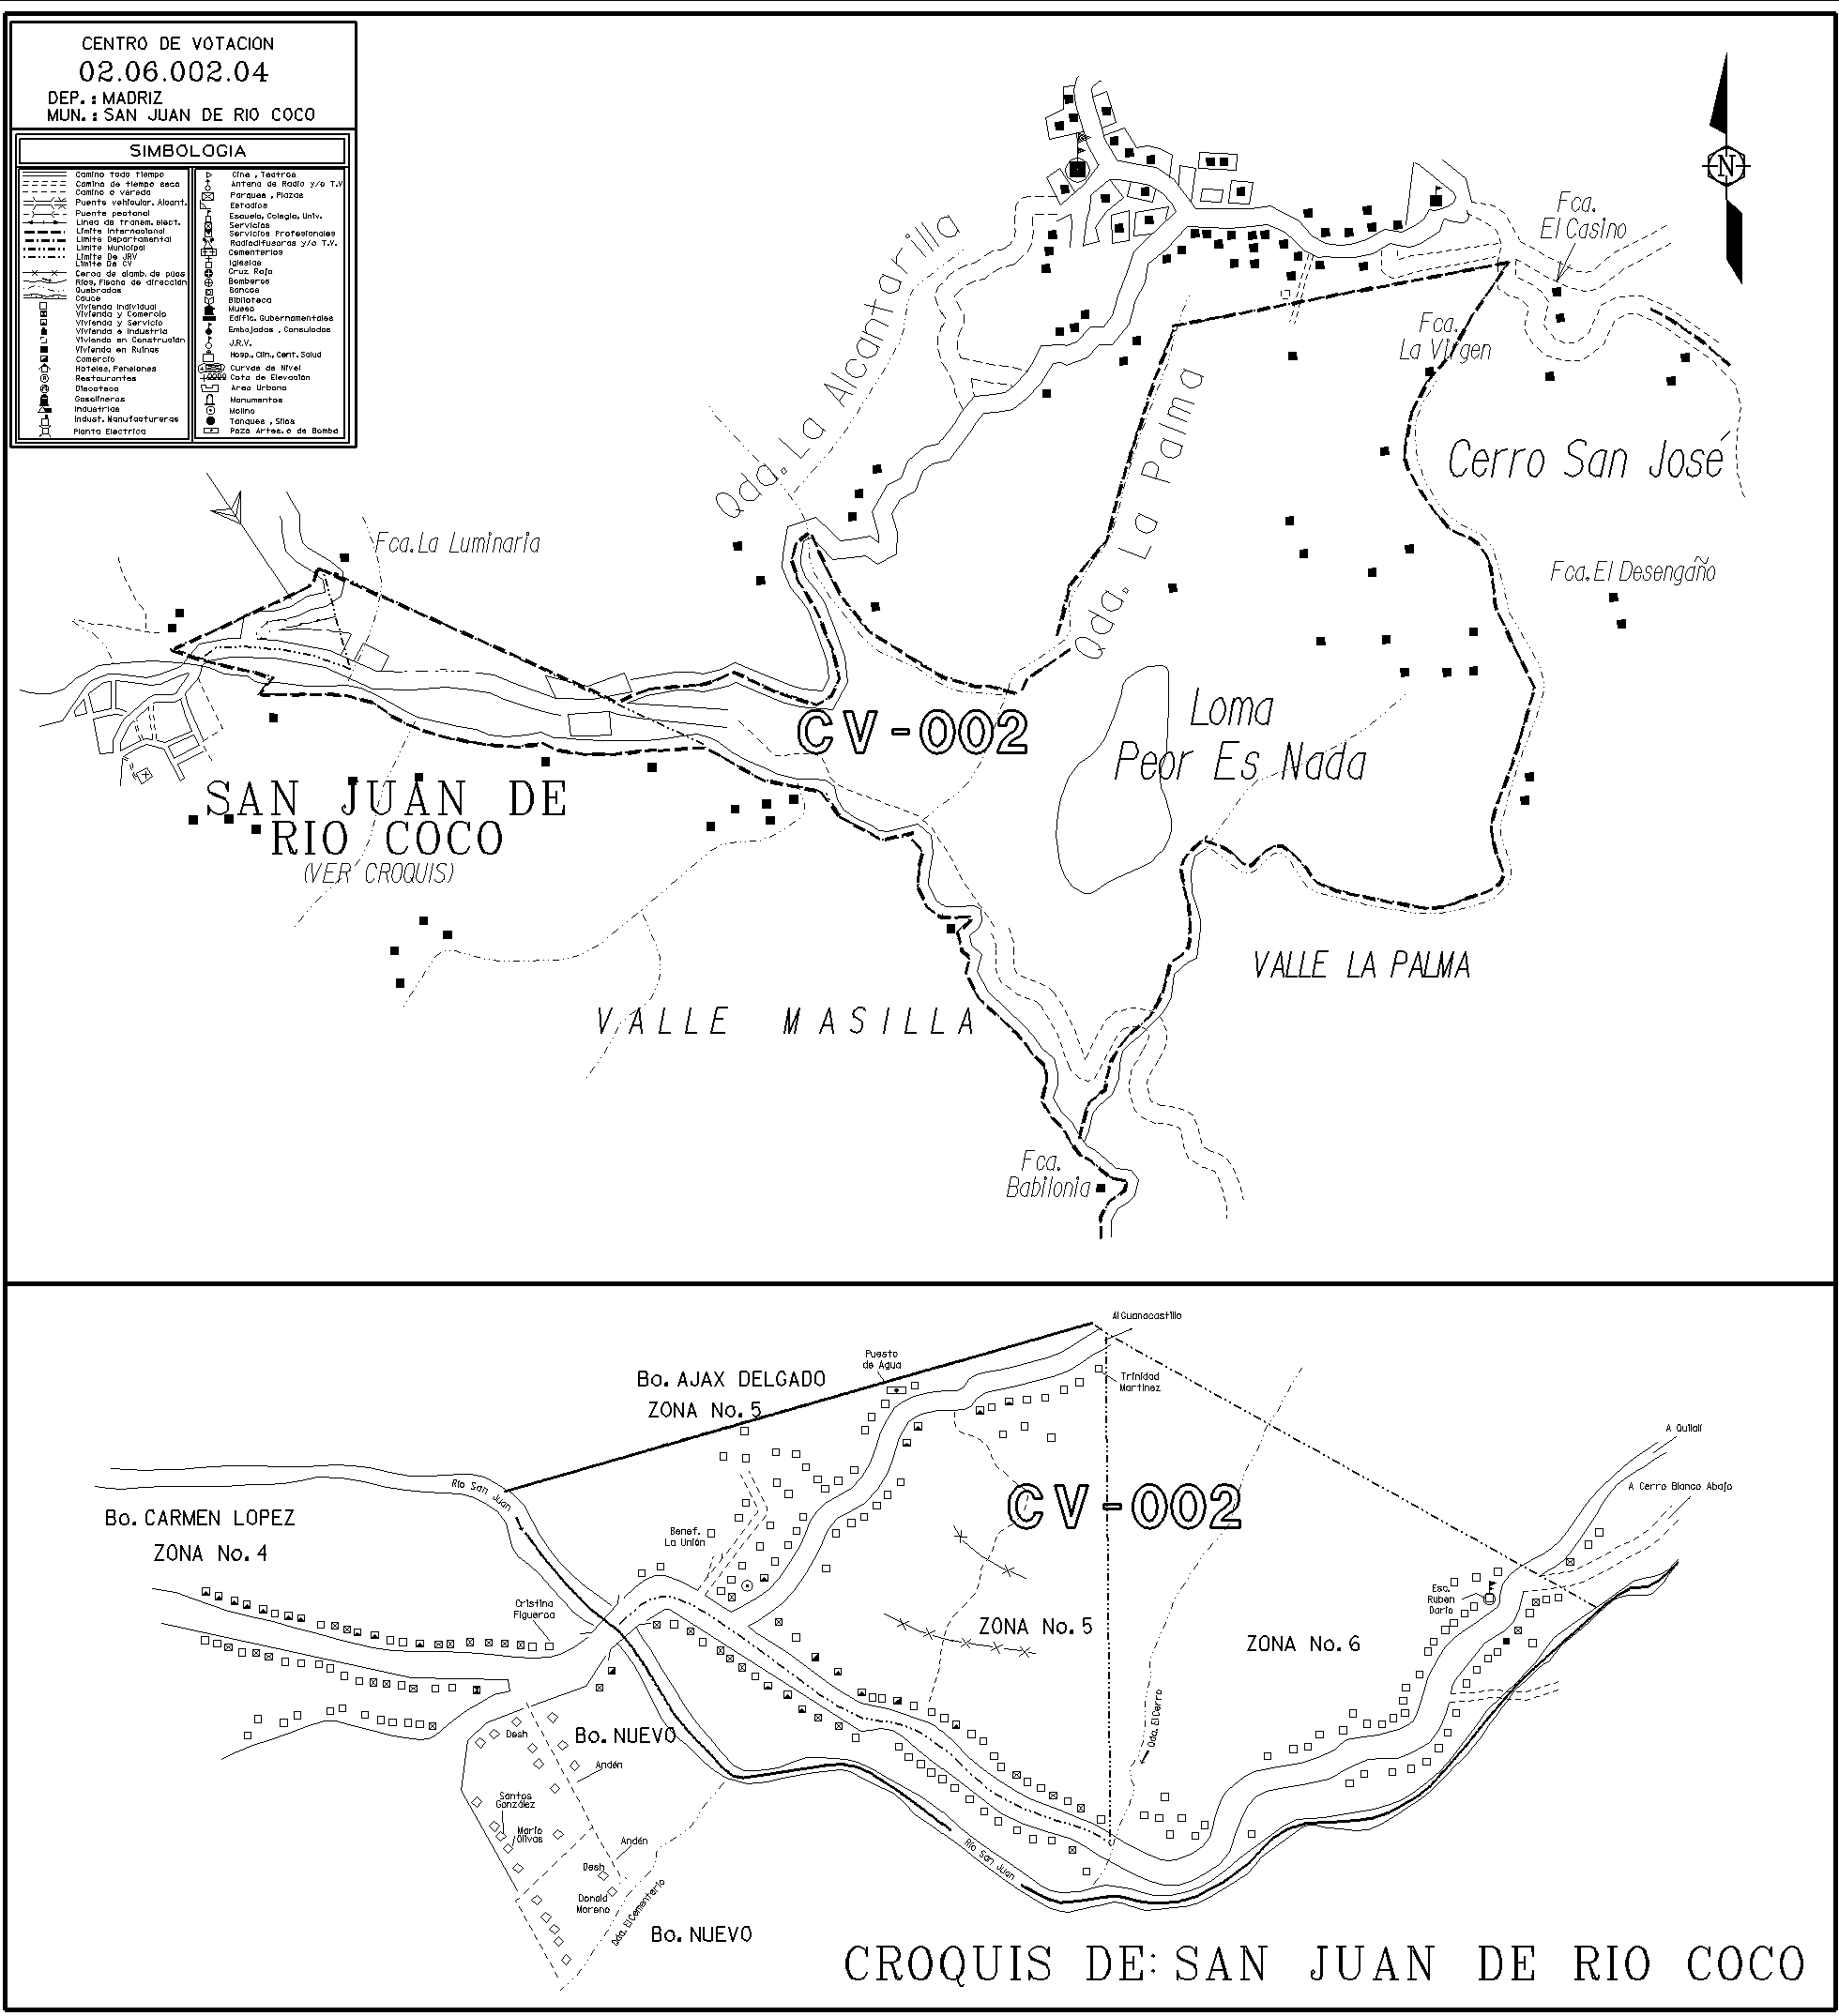 CENTRO DE VOTACION
02.06.002.04
DEP. : MADRIZ
MUN. : SAN JUAN DE RIO COCO
SIMBOLOGIA
Camino todo tiempo
Camino de tiempo seco
Camino o vereda
Puente vehicular. Alcant.
Puente peatonal
Linea de transm. elect.
Limite Internacional
Limite Departamental
Limite Municipal
Limite De JRV
Limite De CV
Cerca de alamb. de púas
Rios, Flecha de dirección
Quebradas
Cauce
Vivienda Individual
Vivienda y Comercio
Vivienda y Servicio
Vivienda e Industria
Vivienda en Construción
Vivienda en Ruinas
Comercio
Hoteles, Pensiones
Restaurantes
Discoteca
Gasolineras
Industrias
Indust. Manufactureras
Planta Electrica
Cine , Teatros
Antena de Radio y/o T.V
Parques , Plazas
Estadios
Escuela, Colegio, Univ.
Servicios
Servicios Profesionales
Radiodifusoras y/o T.V.
Cementerios
Iglesias
Cruz Roja
Bomberos
Bancos
Biblioteca
Museo
Edific. Gubernamentales
Embajadas , Consulados
J.R.V.
Hosp., Clin., Cent. Salud
Curvas de Nivel
Cota de Elevación
Area Urbana
Monumentos
Molino
Tanques , Silos
Pozo Artes. o de Bomba
N
Fca.
El Casino
Qda. La Alcantarilla
Fca.
La Virgen
Qda. La Palma
Cerro San José
Fca. La Luminaria
Fca. El Desengaño
Loma
Peor Es Nada
CV-002
SAN JUAN DE
RIO COCO
(VER CROQUIS)
VALLE LA PALMA
VALLE MASILLA
Fca.
Babilonia
Al Guanacastillo
Puesto
de Agua
Bo. AJAX DELGADO
ZONA No. 5
Trinidad
Martinez
A Quilalí
A Cerro Blanco Abajo
Rio San Juan
CV-002
Bo. CARMEN LOPEZ
ZONA No. 4
Benef.
La Unión
Cristina
Figueroa
Esc.
Ruben
Dario
ZONA No. 5
ZONA No. 6
Qda. El Cerro
Bo. NUEVO
Desh
Andén
Santos
González
Mario
Olivas
Andén
Desh
Donald
Moreno
Qda. El Cementerio
Rio San Juan
Bo. NUEVO
CROQUIS DE: SAN JUAN DE RIO COCO